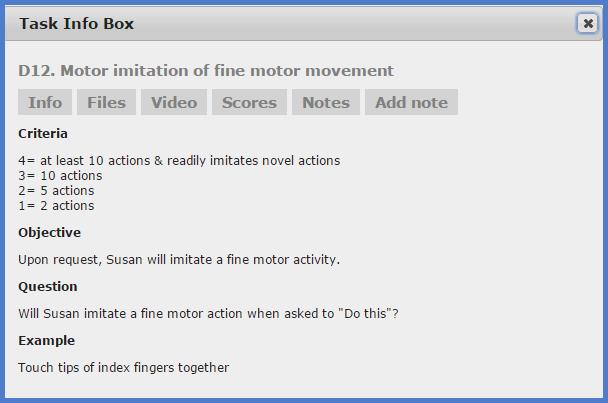 Task Info Box
D12. Motor imitation of fine motor movement
Info Files Video Scores Notes Add note
Criteria
4= at least 10 actions & readily imitates novel actions
3= 10 actions
2= 5 actions
1= 2 actions
Objective
Upon request, Susan will imitate a fine motor activity.
Question
Will Susan imitate a fine motor action when asked to "Do this"?
Example
Touch tips of index fingers together